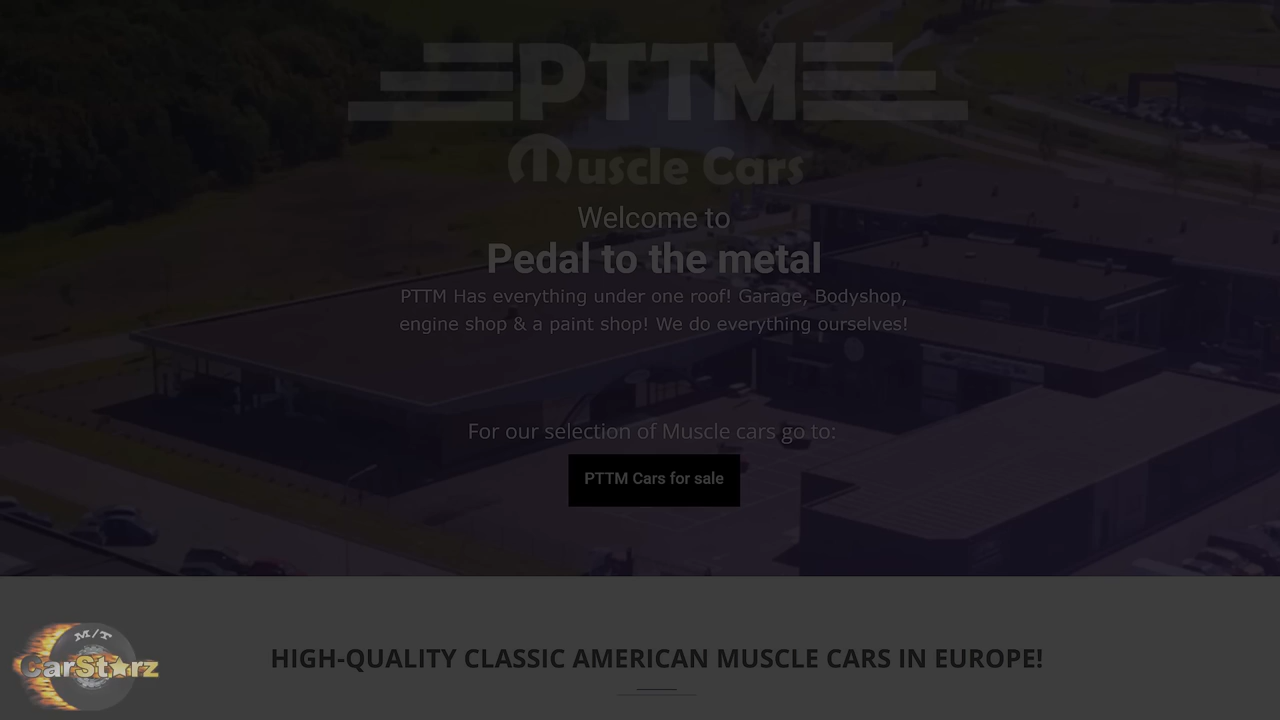 PTTM
Muscle Cars
Welcome to
Pedal to the metal
PTTM Has everything under one roof! Garage, Bodyshop,
engine shop & a paint shop! We do everything ourselves!
For our selection of Muscle cars go to:
PTTM Cars for sale
HIGH-QUALITY CLASSIC AMERICAN MUSCLE CARS IN EUROPE!
M/T
CarStarz